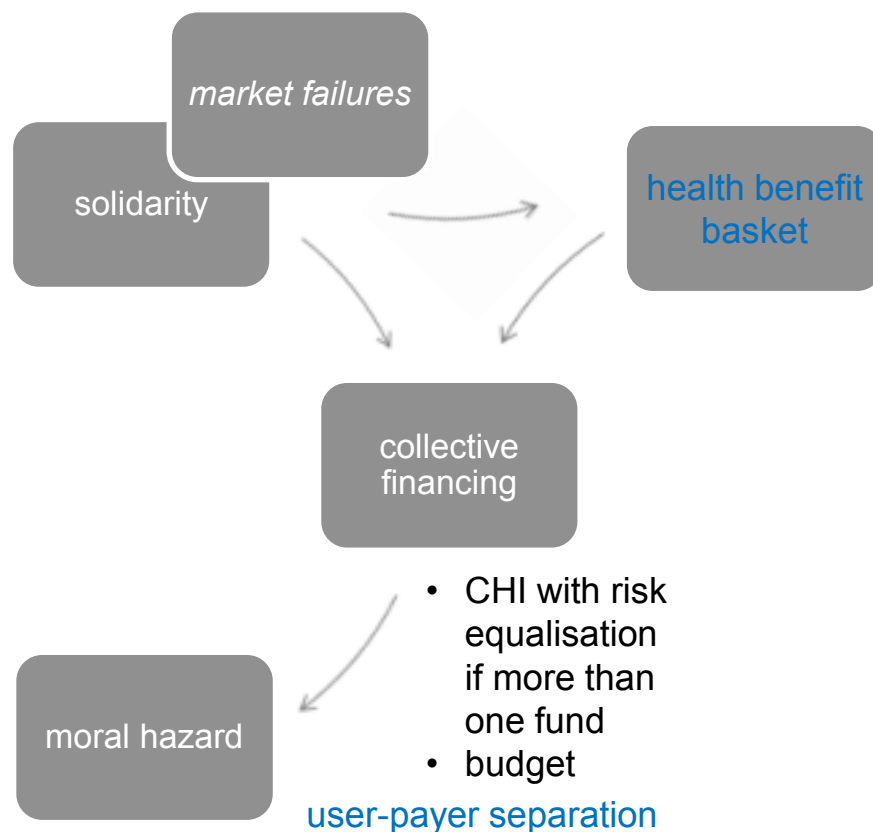 market failures
solidarity
health benefit
basket
collective
financing
• CHI with risk
equalisation
if more than
one fund
• budget
moral hazard
user-payer separation